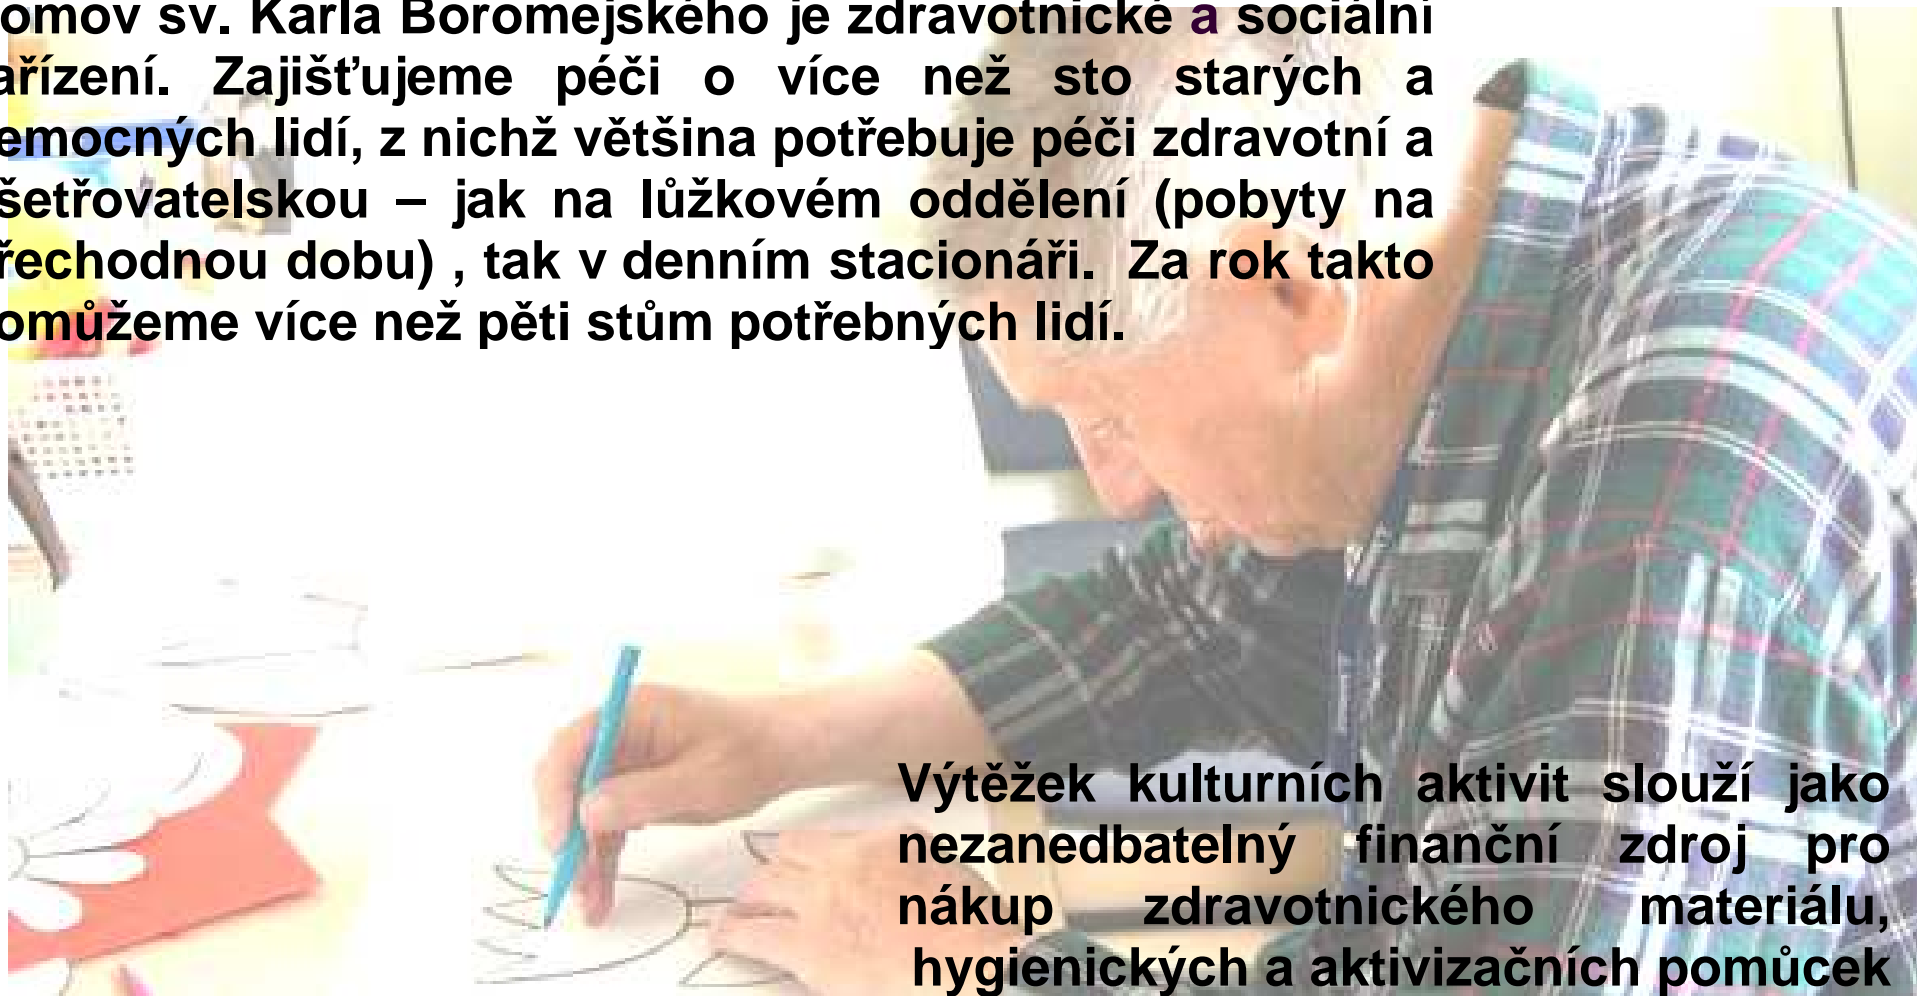 omov sv. Karla Boromejského je zdravotnické a sociální
ařízení. Zajišťujeme péči o více než sto starých a
emocných lidí, z nichž většina potřebuje péči zdravotní a
šetřovatelskou – jak na lůžkovém oddělení (pobyty na
řechodnou dobu) , tak v denním stacionáři. Za rok takto
omůžeme více než pěti stům potřebných lidí.
Výtěžek kulturních aktivit slouží jako
nezanedbatelný finanční zdroj pro
nákup zdravotnického materiálu,
hygienických a aktivizačních pomůcek